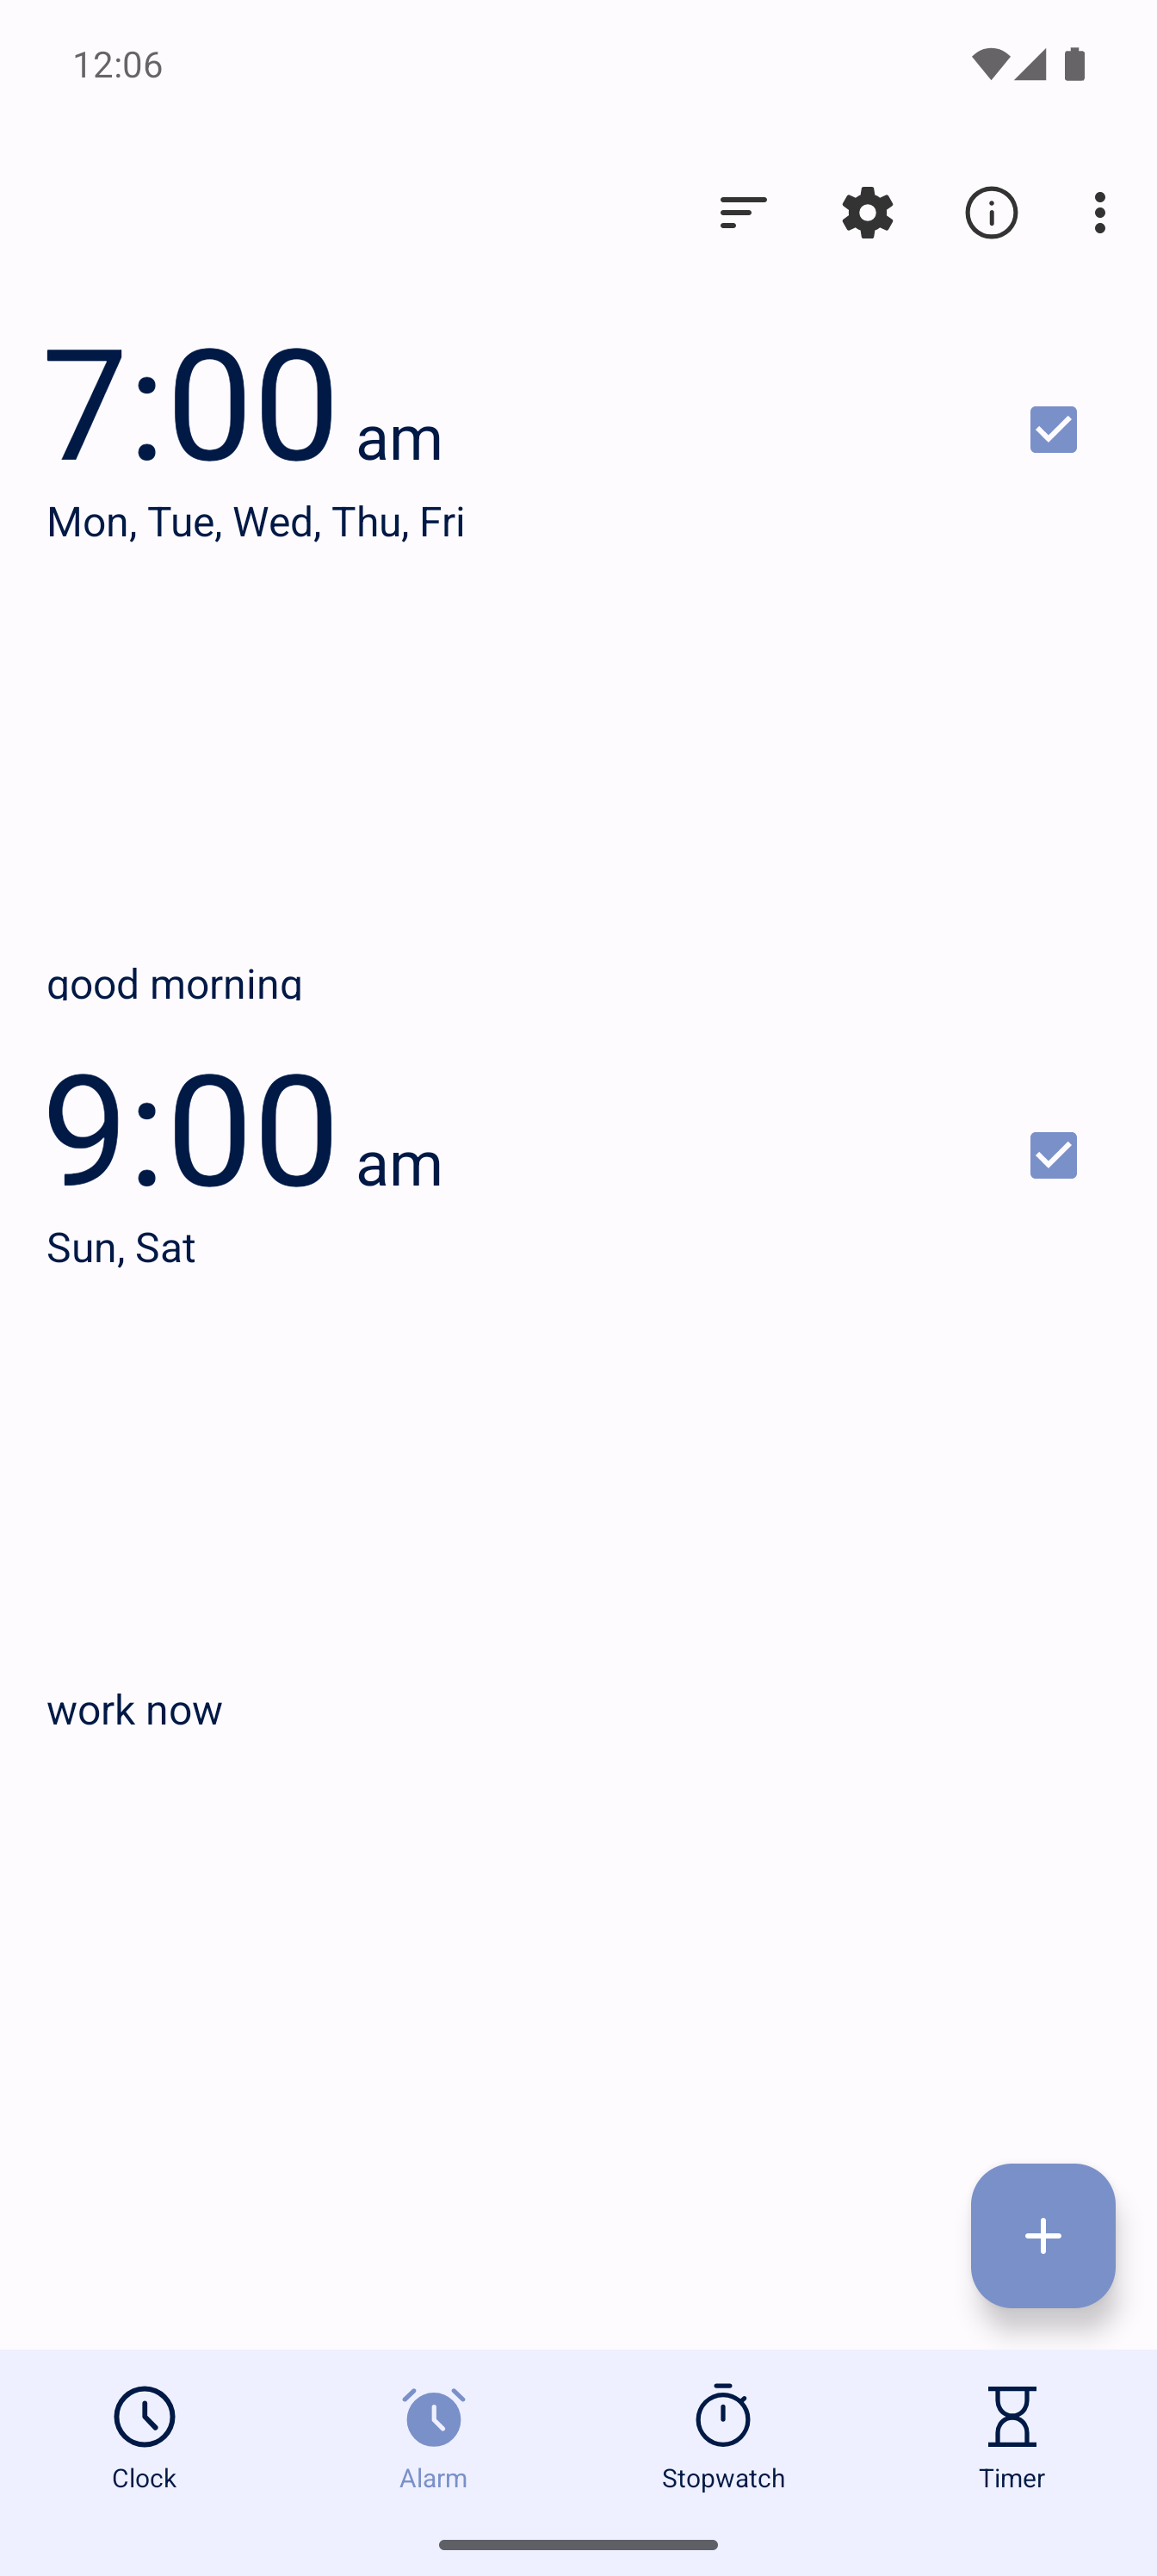 12:06
7:00 am
Mon, Tue, Wed, Thu, Fri
good morning
9:00 am
Sun, Sat
work now
Clock
Alarm
Stopwatch
Timer